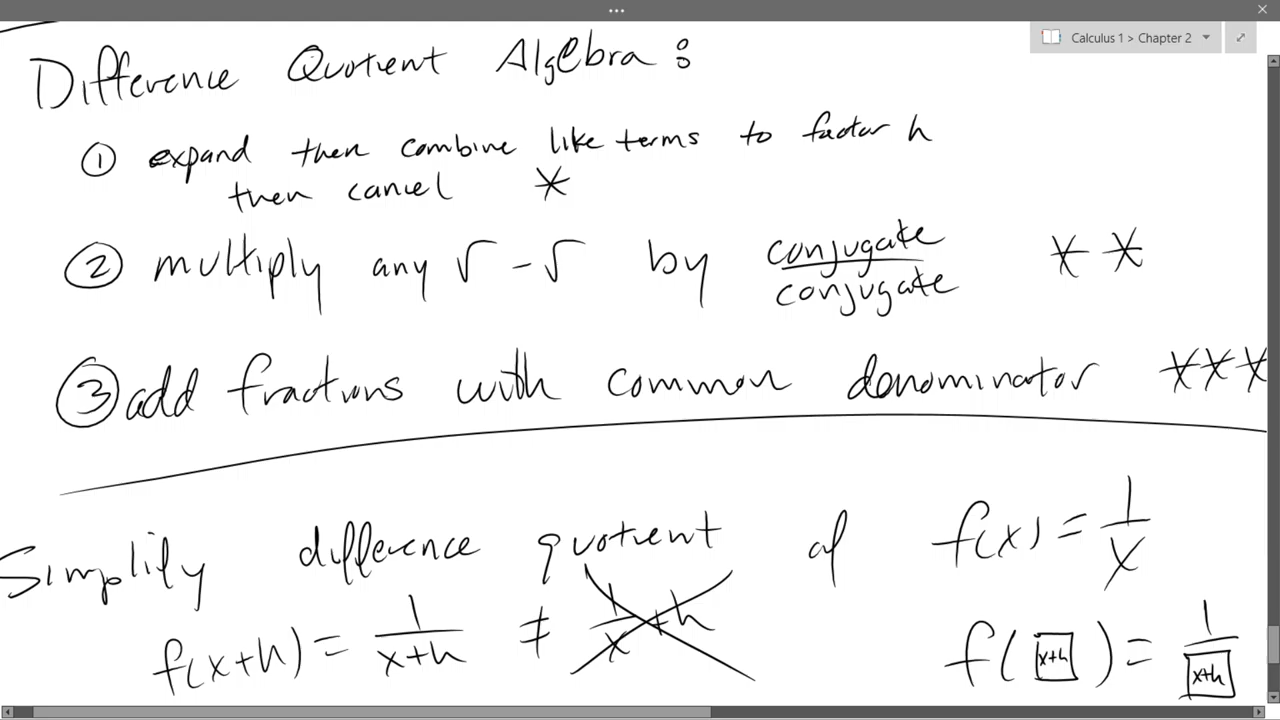 Calculus 1 > Chapter 2
Difference Quotient Algebra :
① expand then combine like terms to factor h
then cancel *
② multiply any √ - √ by conjugate/conjugate **
③ add fractions with common denominator ***
Simplify difference quotient of f(x) = 1/x
f(x+h) = 1/(x+h) ≠ 1/x + h
f( x+h ) = 1/(x+h)